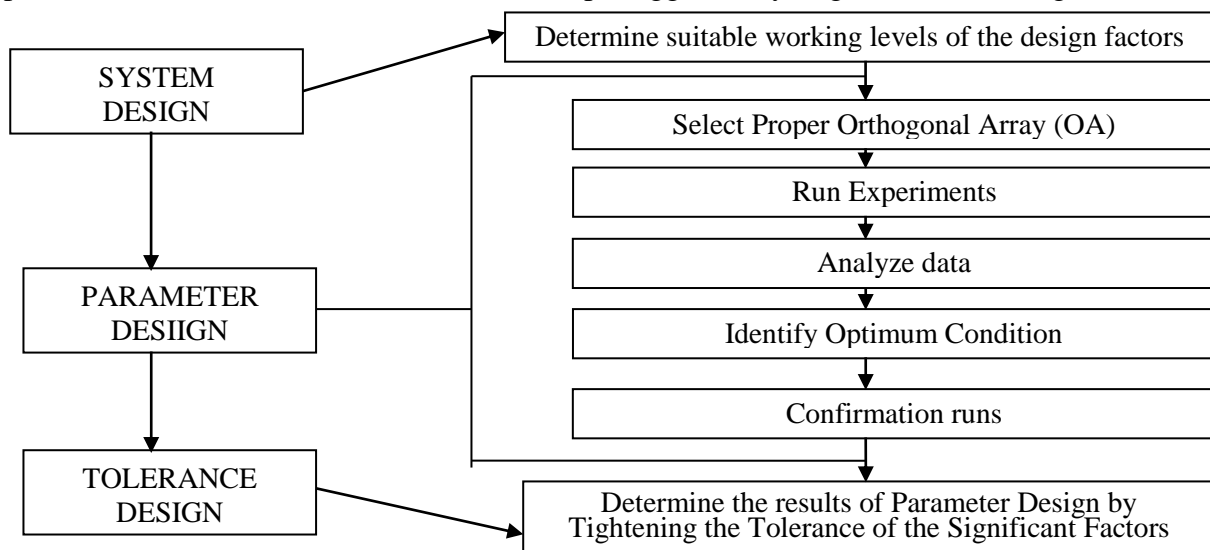 Determine suitable working levels of the design factors
SYSTEM
DESIGN
Select Proper Orthogonal Array (OA)
Run Experiments
Analyze data
PARAMETER
DESIIGN
Identify Optimum Condition
Confirmation runs
TOLERANCE
DESIGN
Determine the results of Parameter Design by
Tightening the Tolerance of the Significant Factors